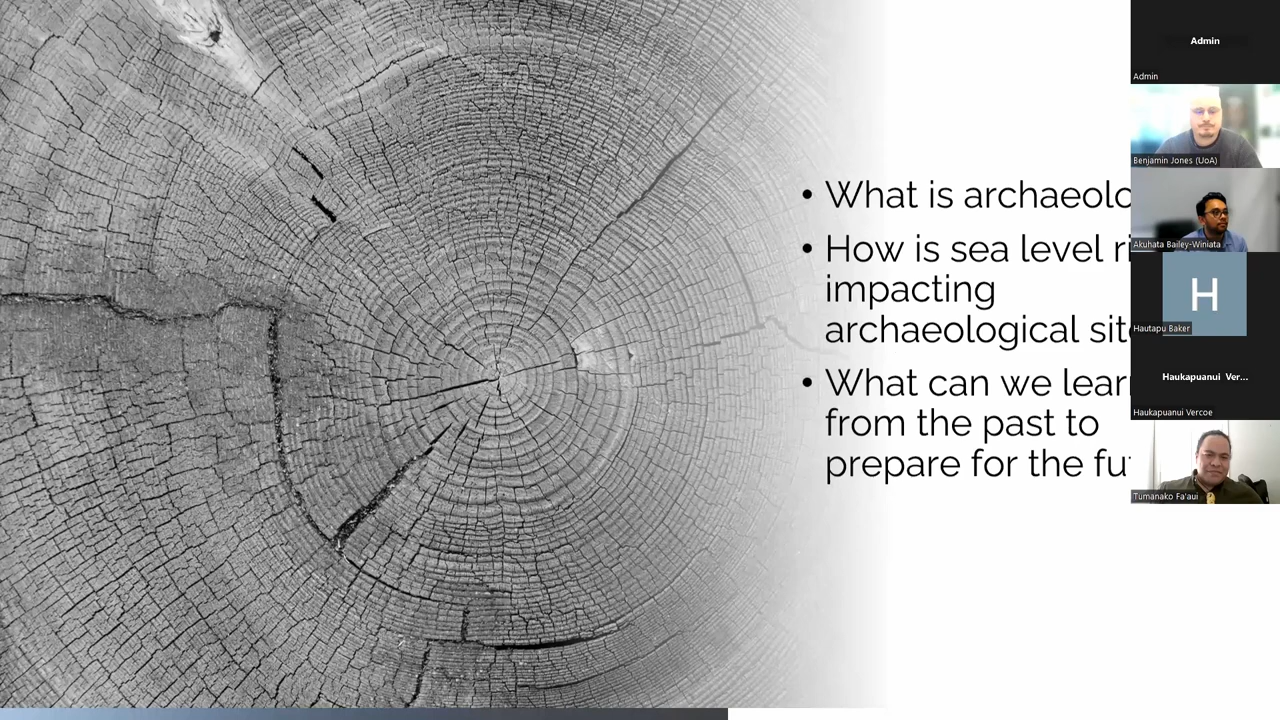 • What is archaeolo
• How is sea level ri
impacting
archaeological sit
• What can we lear
from the past to
prepare for the fu
Admin
Admin
Benjamin Jones (UoA)
Akuhata Bailey-Winiata
H
Hautapu Baker
Haukapuanui Ver...
Haukapuanui Vercoe
Tumanako Fa'aui